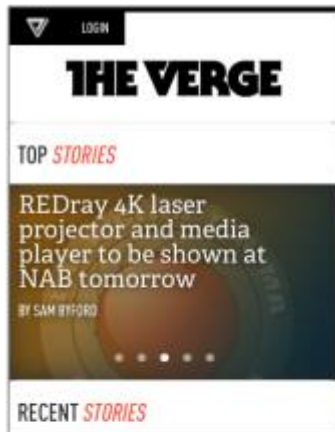 LOGIN
THE VERGE
TOP STORIES
REDray 4K laser
projector and media
player to be shown at
NAB tomorrow
BY SAM BYFORD
RECENT STORIES